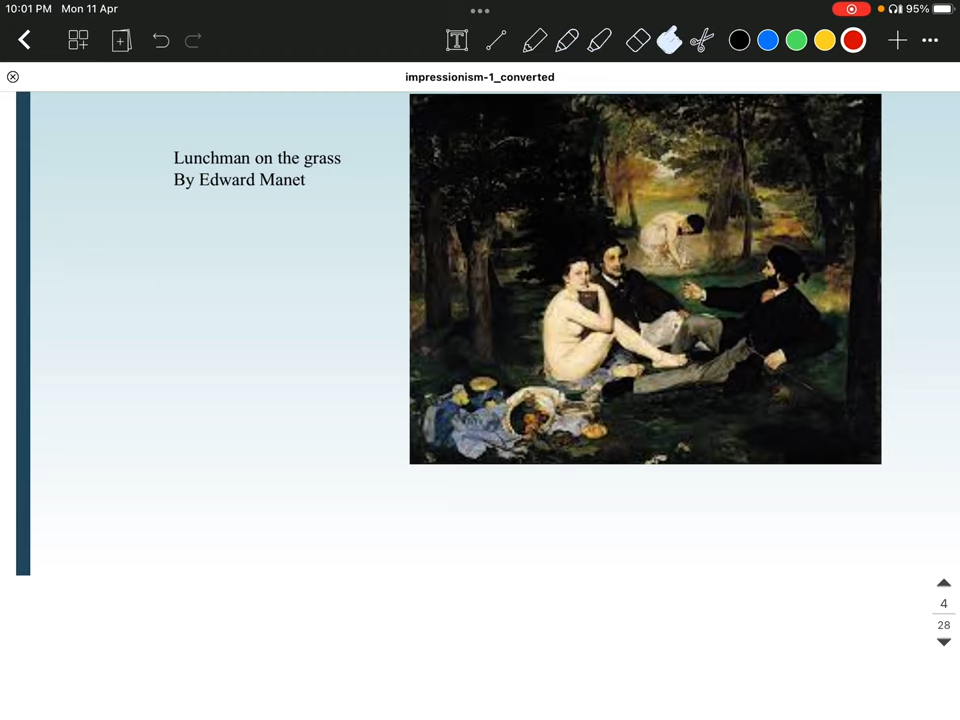 10:01 PM Mon 11 Apr
95%
T
impressionism-1_converted
Lunchman on the grass
By Edward Manet
4
28